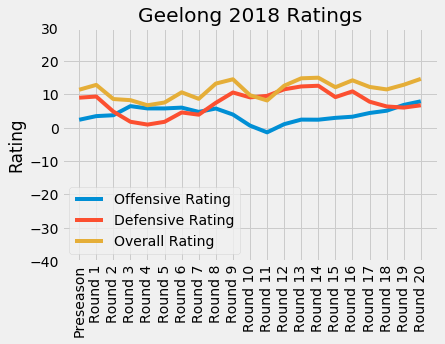 Geelong 2018 Ratings
30
20
10
0
−10
−20
−30
−40
Rating
Offensive Rating
Defensive Rating
Overall Rating
Preseason
Round 1
Round 2
Round 3
Round 4
Round 5
Round 6
Round 7
Round 8
Round 9
Round 10
Round 11
Round 12
Round 13
Round 14
Round 15
Round 16
Round 17
Round 18
Round 19
Round 20